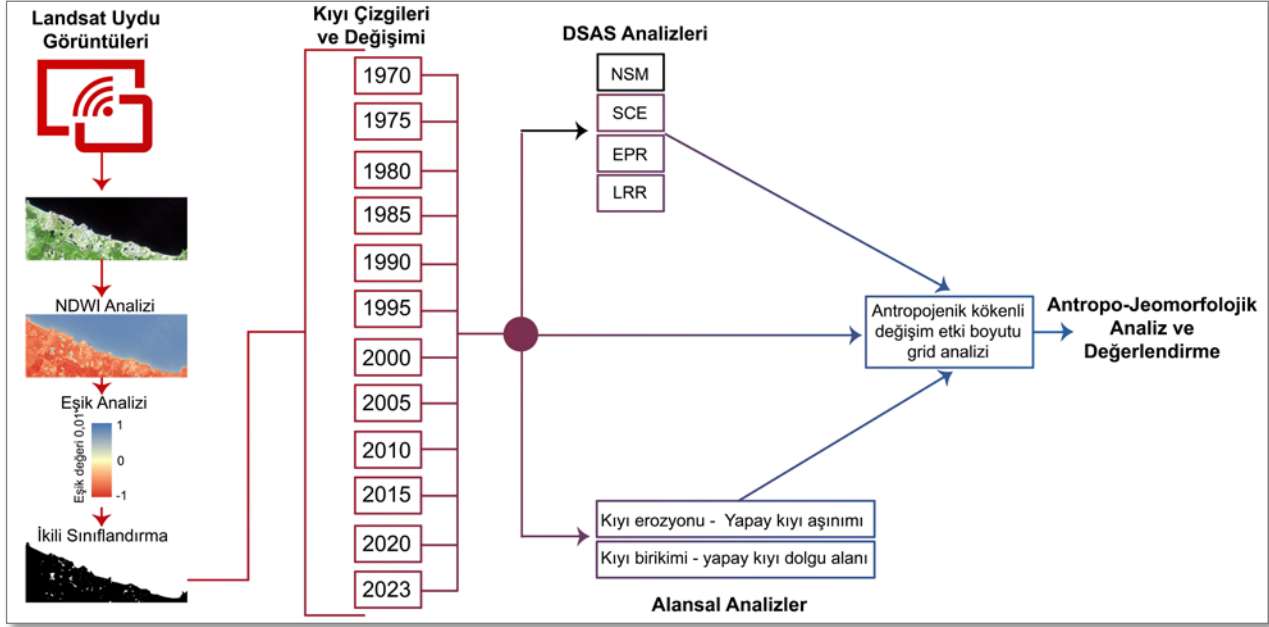 Landsat Uydu
Görüntüleri
NDWI Analizi
Eşik Analizi
Eşik değeri 0,01*
1
0
-1
İkili Sınıflandırma
Kıyı Çizgileri
ve Değişimi
1970
1975
1980
1985
1990
1995
2000
2005
2010
2015
2020
2023
DSAS Analizleri
NSM
SCE
EPR
LRR
Kıyı erozyonu - Yapay kıyı aşınımı
Kıyı birikimi - yapay kıyı dolgu alanı
Alansal Analizler
Antropojenik kökenli
değişim etki boyutu
grid analizi
Antropo-Jeomorfolojik
Analiz ve
Değerlendirme